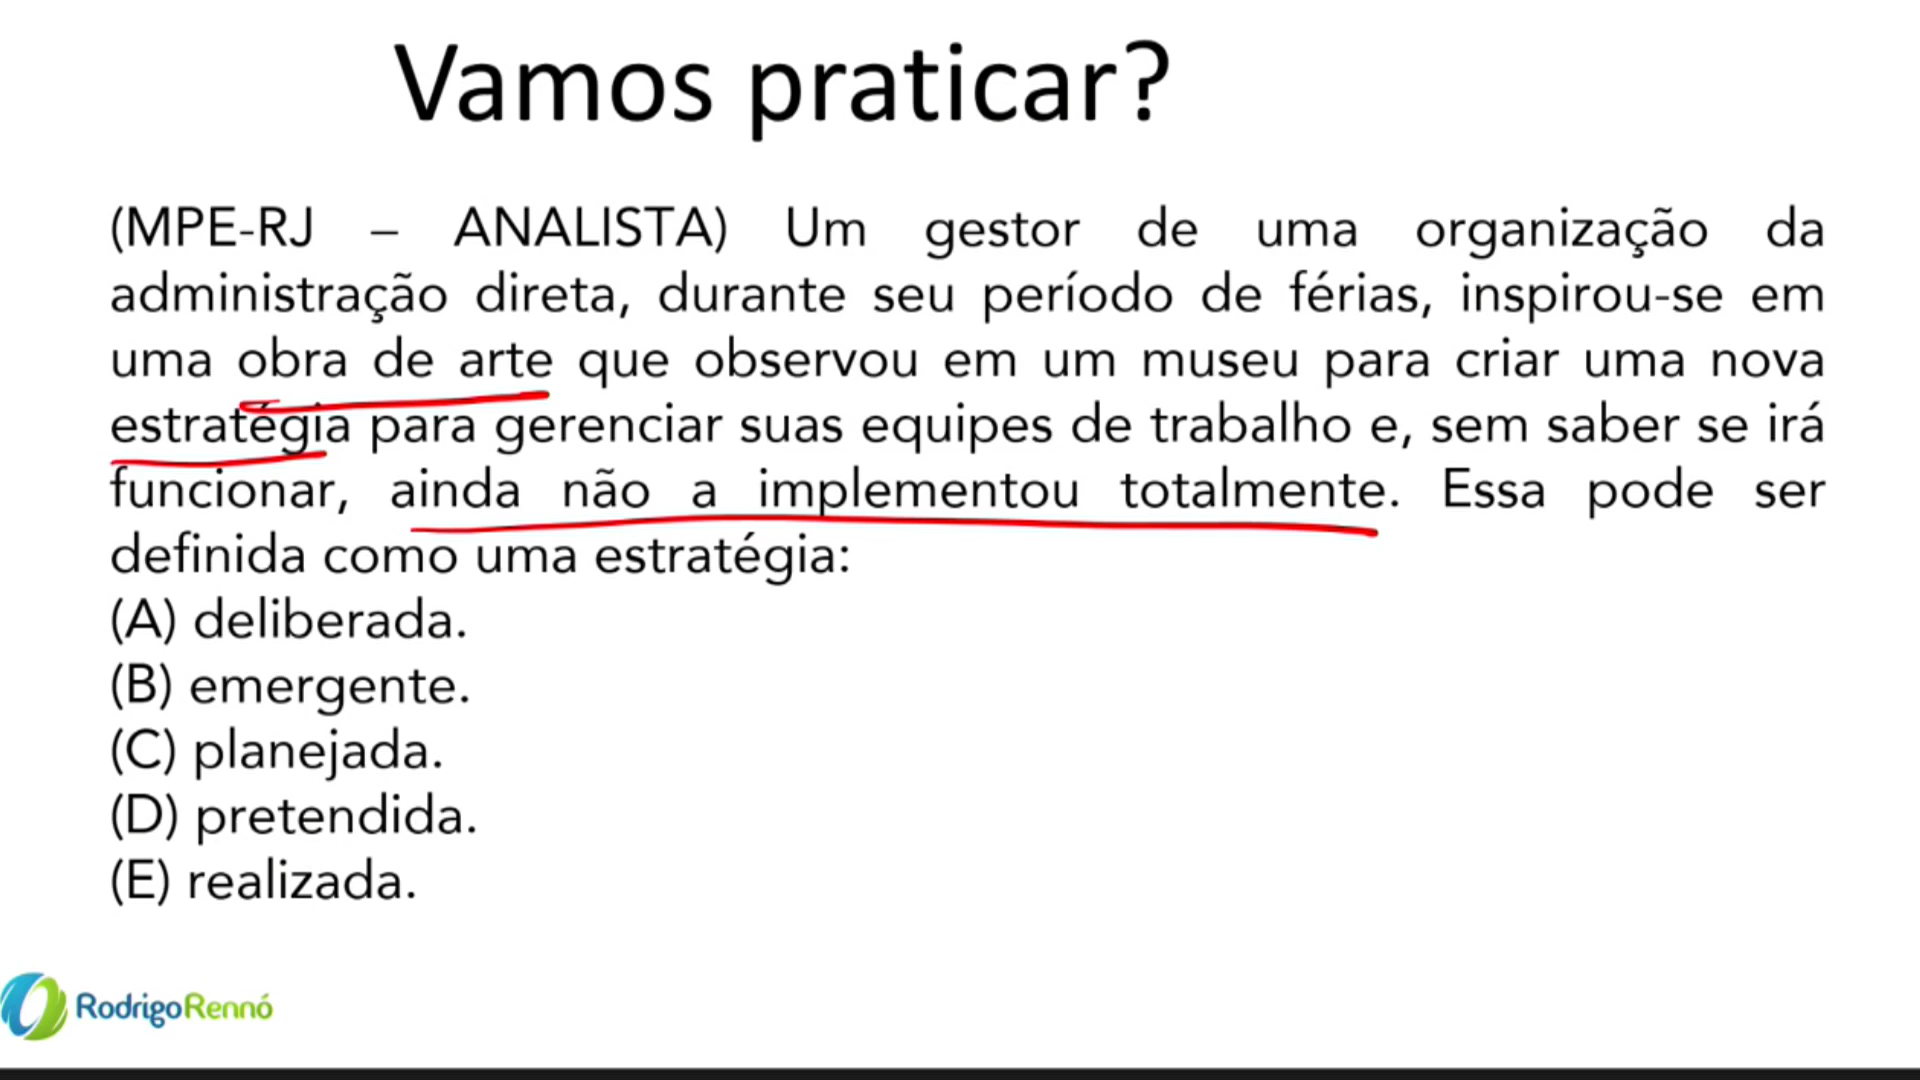 Vamos praticar?
(MPE-RJ – ANALISTA) Um gestor de uma organização da
administração direta, durante seu período de férias, inspirou-se em
uma obra de arte que observou em um museu para criar uma nova
estratégia para gerenciar suas equipes de trabalho e, sem saber se irá
funcionar, ainda não a implementou totalmente. Essa pode ser
definida como uma estratégia:
(A) deliberada.
(B) emergente.
(C) planejada.
(D) pretendida.
(E) realizada.
RodrigoRennó